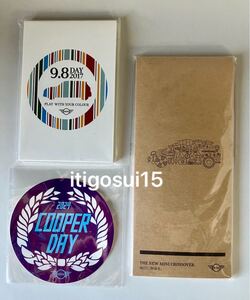 9.8 DAY
2017
PLAY WITH YOUR COLOUR
itigosui15
2021
COOPER
DAY
THE NEW MINI CROSSOVER.